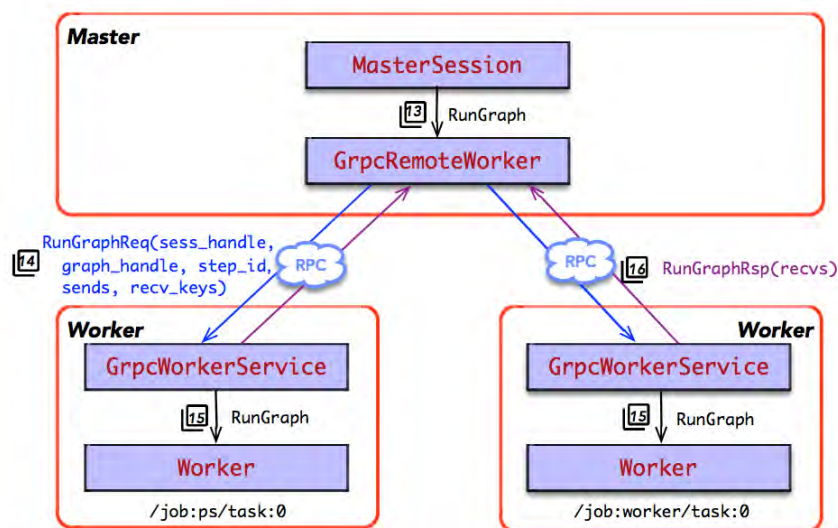 Master
MasterSession
13 RunGraph
GrpcRemoteWorker
14 RunGraphReq(sess_handle,
graph_handle, step_id,
sends, recv_keys)
RPC
RPC
16 RunGraphRsp(recvs)
Worker
GrpcWorkerService
15 RunGraph
Worker
/job:ps/task:0
Worker
GrpcWorkerService
15 RunGraph
Worker
/job:worker/task:0